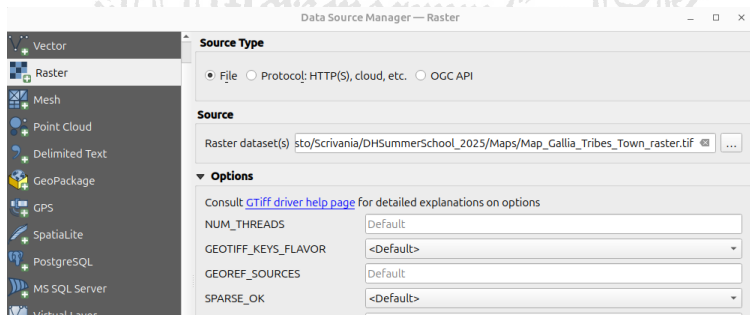 Data Source Manager — Raster
Vector
Raster
Mesh
Point Cloud
Delimited Text
GeoPackage
GPS
SpatiaLite
PostgreSQL
MS SQL Server
Virtual Layer
Source Type
File
Protocol: HTTP(S), cloud, etc.
OGC API
Source
Raster dataset(s) sto/Scrivania/DHSummerSchool_2025/Maps/Map_Gallia_Tribes_Town_raster.tif ...
Options
Consult GTiff driver help page for detailed explanations on options
NUM_THREADS Default
GEOTIFF_KEYS_FLAVOR <Default>
GEOREF_SOURCES Default
SPARSE_OK <Default>